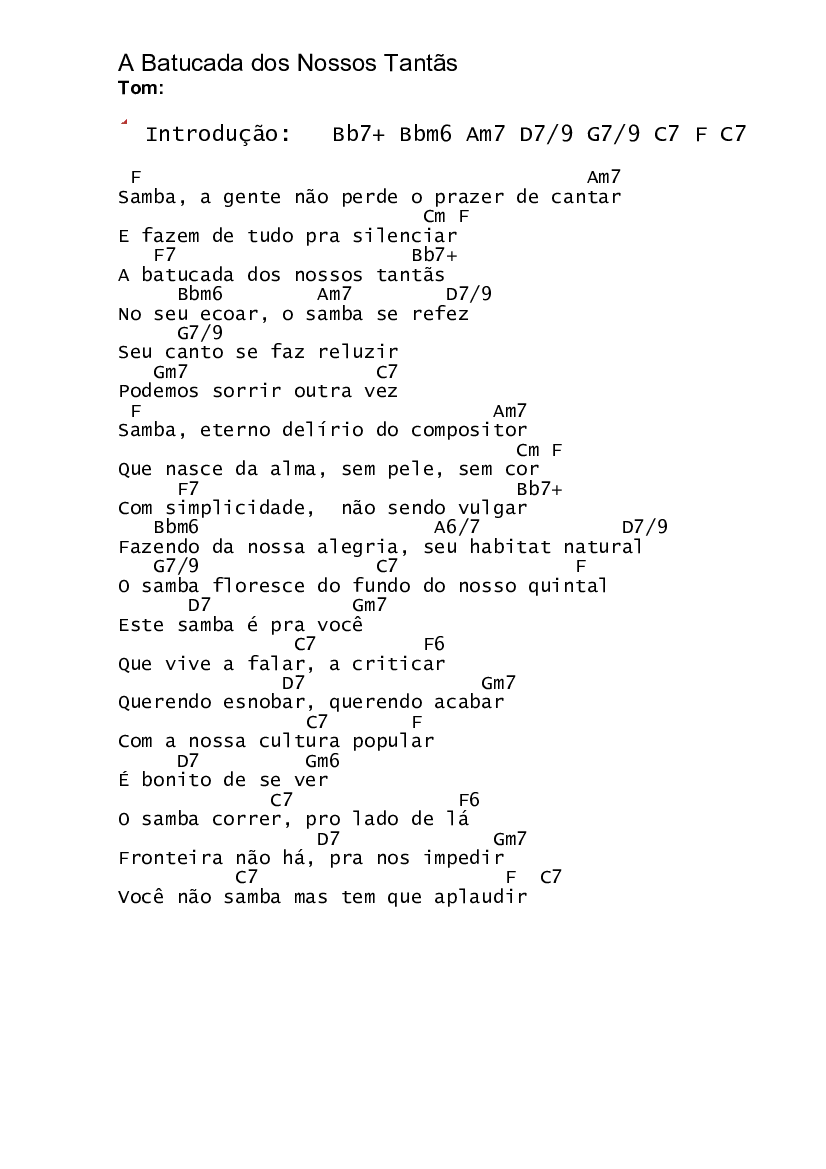 A Batucada dos Nossos Tantãs
Tom:
Introdução:   Bb7+ Bbm6 Am7 D7/9 G7/9 C7 F C7
 F                                      Am7
Samba, a gente não perde o prazer de cantar
                          Cm F
E fazem de tudo pra silenciar
   F7                    Bb7+
A batucada dos nossos tantãs
     Bbm6        Am7        D7/9
No seu ecoar, o samba se refez
     G7/9
Seu canto se faz reluzir
   Gm7                C7
Podemos sorrir outra vez
 F                              Am7
Samba, eterno delírio do compositor
                                  Cm F
Que nasce da alma, sem pele, sem cor
     F7                           Bb7+
Com simplicidade,  não sendo vulgar
   Bbm6                    A6/7            D7/9
Fazendo da nossa alegria, seu habitat natural
   G7/9               C7               F
O samba floresce do fundo do nosso quintal
      D7            Gm7
Este samba é pra você
               C7         F6
Que vive a falar, a criticar
              D7               Gm7
Querendo esnobar, querendo acabar
                C7       F
Com a nossa cultura popular
     D7         Gm6
É bonito de se ver
             C7              F6
O samba correr, pro lado de lá
                 D7             Gm7
Fronteira não há, pra nos impedir
          C7                     F  C7
Você não samba mas tem que aplaudir